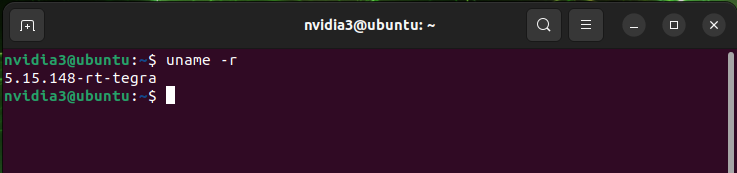 nvidia3@ubuntu: ~
nvidia3@ubuntu:~$ uname -r
5.15.148-rt-tegra
nvidia3@ubuntu:~$